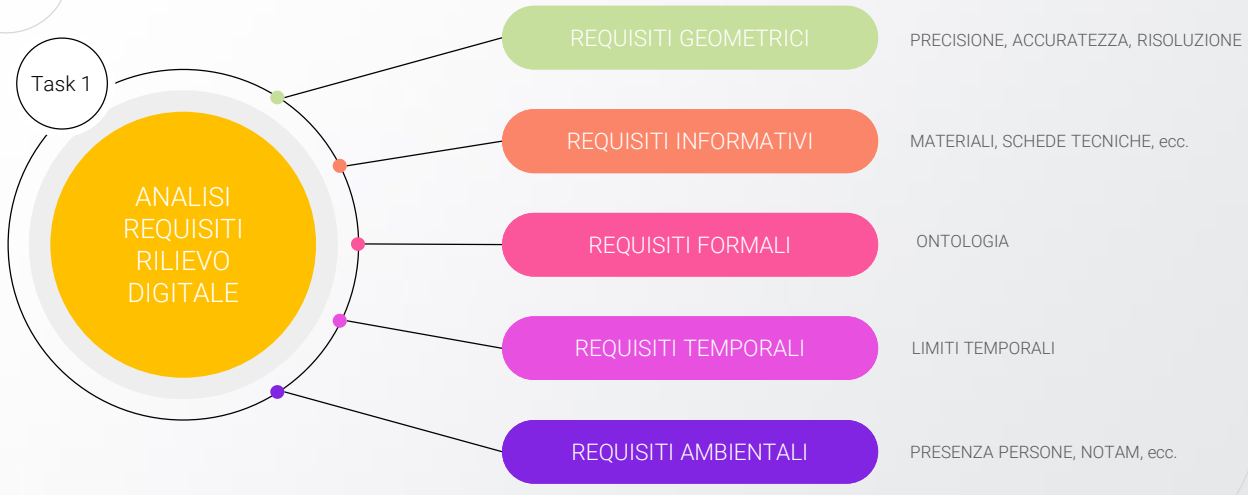 Task 1
ANALISI
REQUISITI
RILIEVO
DIGITALE
REQUISITI GEOMETRICI
PRECISIONE, ACCURATEZZA, RISOLUZIONE
REQUISITI INFORMATIVI
MATERIALI, SCHEDE TECNICHE, ecc.
REQUISITI FORMALI
ONTOLOGIA
REQUISITI TEMPORALI
LIMITI TEMPORALI
REQUISITI AMBIENTALI
PRESENZA PERSONE, NOTAM, ecc.